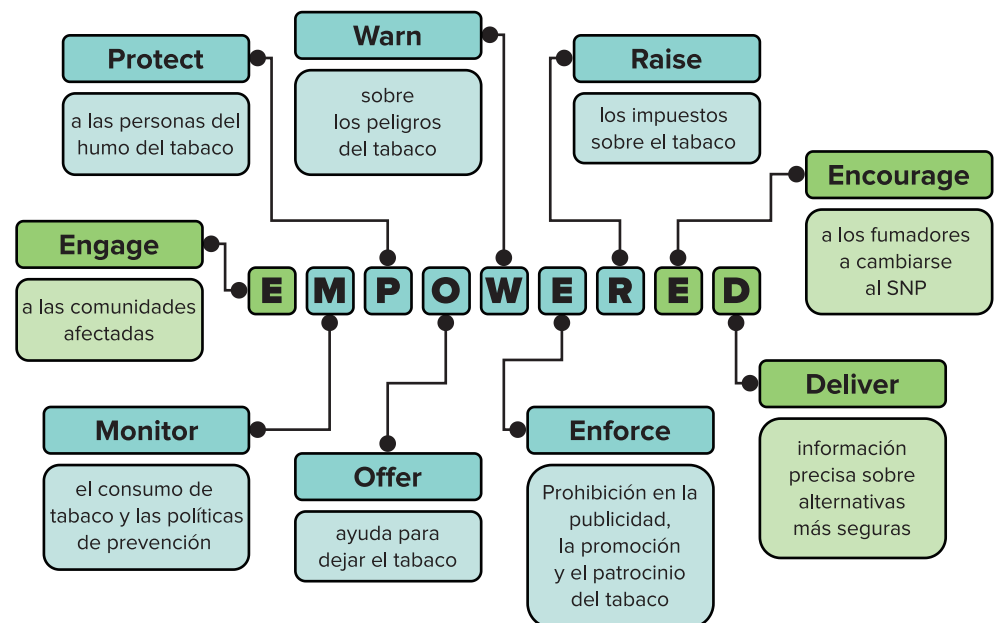 Warn
sobre
los peligros
del tabaco
Protect
a las personas del
humo del tabaco
Raise
los impuestos
sobre el tabaco
Encourage
a los fumadores
a cambiarse
al SNP
Engage
a las comunidades
afectadas
EMPOWERED
Monitor
el consumo de
tabaco y las políticas
de prevención
Offer
ayuda para
dejar el tabaco
Enforce
Prohibición en la
publicidad,
la promoción
y el patrocinio
del tabaco
Deliver
información
precisa sobre
alternativas
más seguras